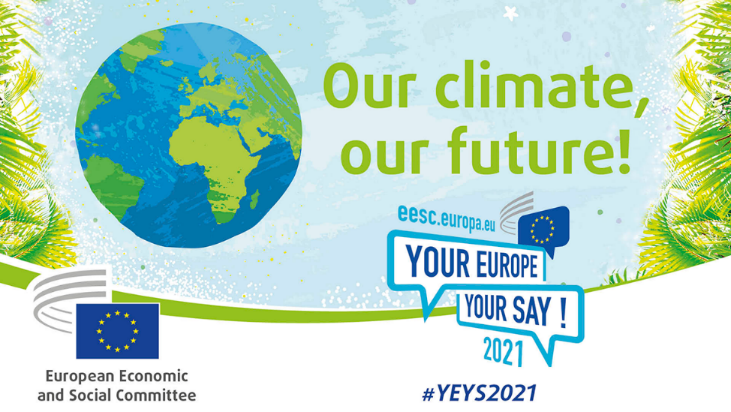 Our climate,
our future!
eesc.europa.eu
YOUR EUROPE
YOUR SAY !
2021
#YEYS2021
European Economic
and Social Committee